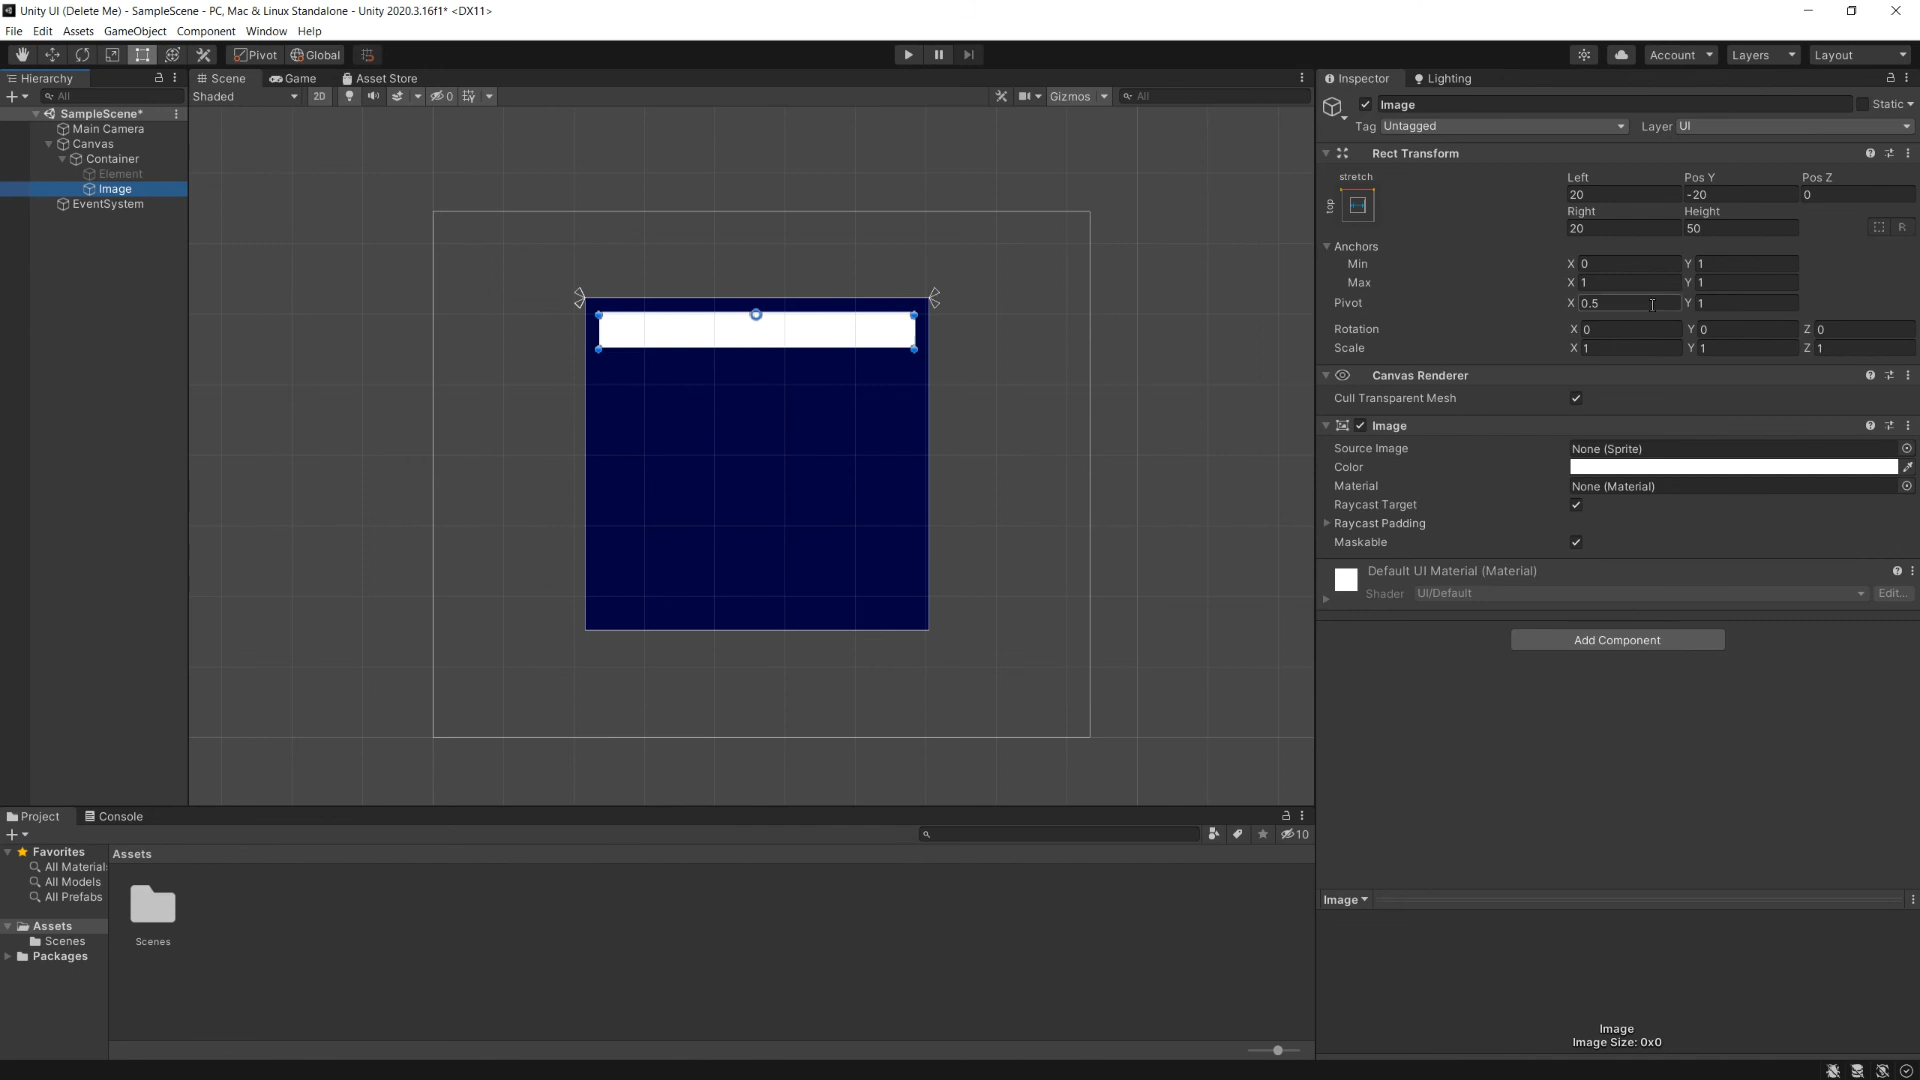 Unity UI (Delete Me) - SampleScene - PC, Mac & Linux Standalone - Unity 2020.3.16f1* <DX11>
File Edit Assets GameObject Component Window Help
Pivot Global Account Layers Layout
Hierarchy
All
SampleScene*
Main Camera
Canvas
Container
Element
Image
EventSystem
Scene Game Asset Store
Shaded 2D 0 Gizmos All
Inspector Lighting
Image Static
Tag Untagged Layer UI
Rect Transform
stretch Left Pos Y Pos Z
top 20 -20 0
Right Height
20 50 R
Anchors
Min X 0 Y 1
Max X 1 Y 1
Pivot X 0.5 Y 1
Rotation X 0 Y 0 Z 0
Scale X 1 Y 1 Z 1
Canvas Renderer
Cull Transparent Mesh
Image
Source Image None (Sprite)
Color
Material None (Material)
Raycast Target
Raycast Padding
Maskable
Default UI Material (Material)
Shader UI/Default Edit...
Add Component
Image
Image
Image Size: 0x0
Project Console
10
Favorites
All Material
All Models
All Prefabs
Assets
Scenes
Packages
Assets
Scenes